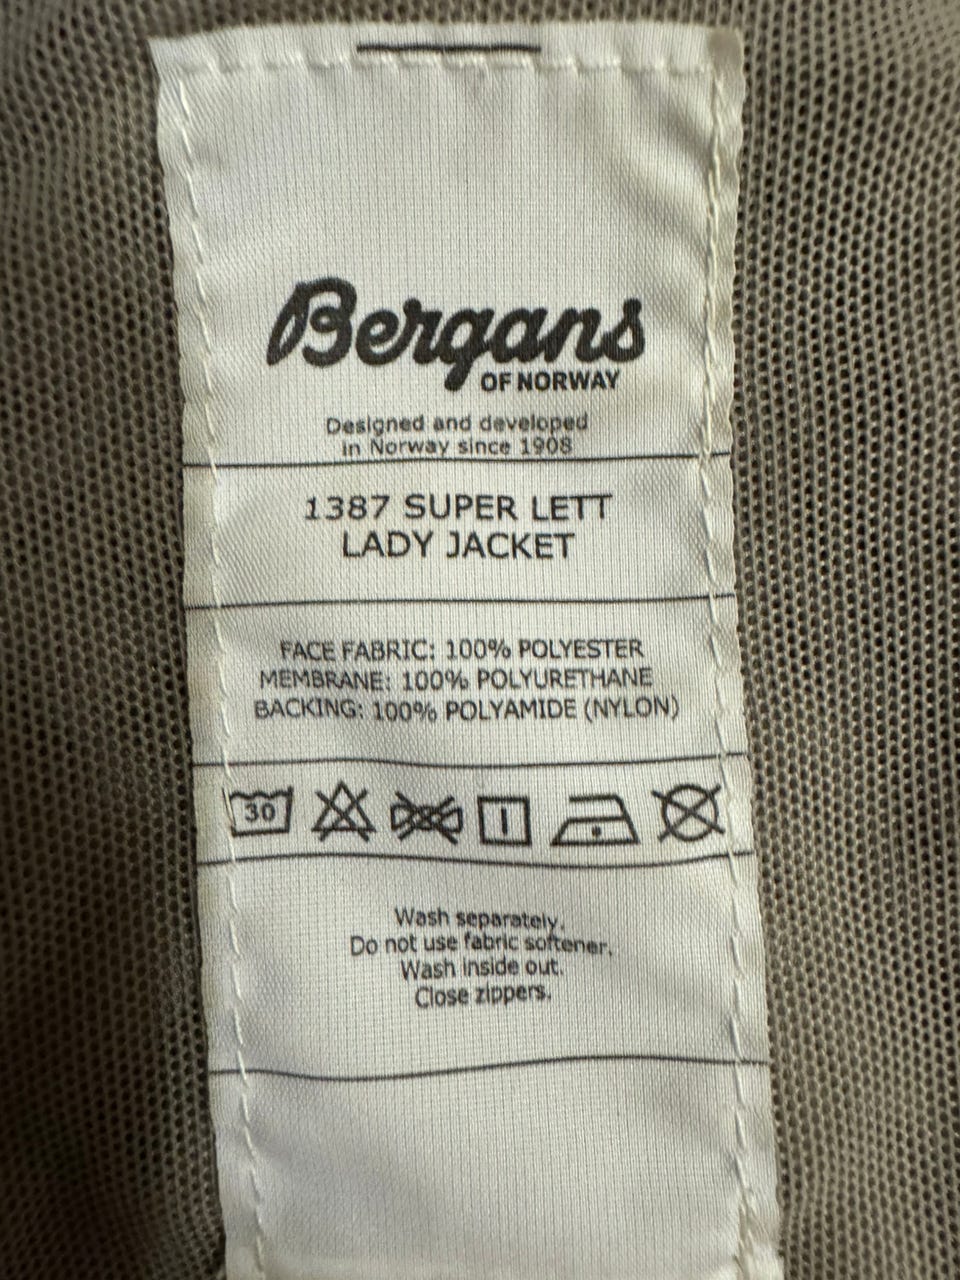 Bergans
OF NORWAY
Designed and developed
in Norway since 1908
1387 SUPER LETT
LADY JACKET
FACE FABRIC: 100% POLYESTER
MEMBRANE: 100% POLYURETHANE
BACKING: 100% POLYAMIDE (NYLON)
30
Wash separately.
Do not use fabric softener.
Wash inside out.
Close zippers.